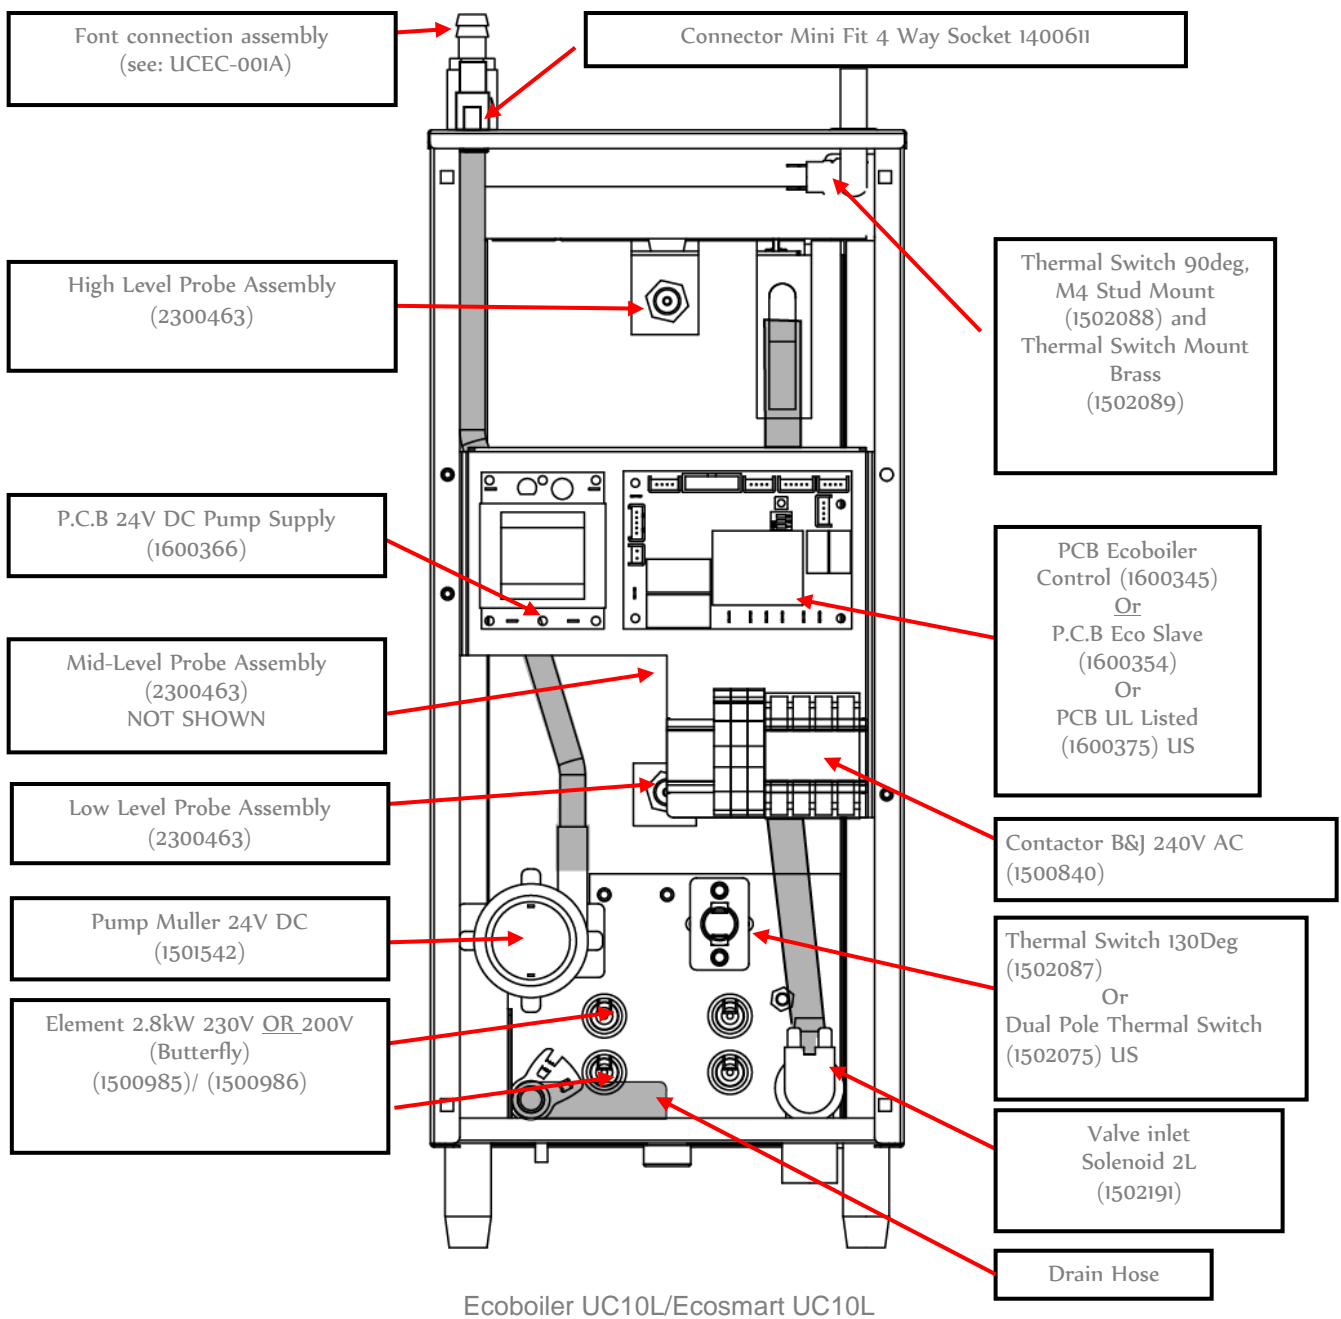 Font connection assembly
(see: UCEC-001A)
Connector Mini Fit 4 Way Socket 1400611
High Level Probe Assembly
(2300463)
Thermal Switch 90deg,
M4 Stud Mount
(1502088) and
Thermal Switch Mount
Brass
(1502089)
P.C.B 24V DC Pump Supply
(1600366)
PCB Ecoboiler
Control (1600345)
Or
P.C.B Eco Slave
(1600354)
Or
PCB UL Listed
(1600375) US
Mid-Level Probe Assembly
(2300463)
NOT SHOWN
Low Level Probe Assembly
(2300463)
Contactor B&J 240V AC
(1500840)
Pump Muller 24V DC
(1501542)
Thermal Switch 130Deg
(1502087)
Or
Dual Pole Thermal Switch
(1502075) US
Element 2.8kW 230V OR 200V
(Butterfly)
(1500985)/ (1500986)
Valve inlet
Solenoid 2L
(1502191)
Drain Hose
Ecoboiler UC10L/Ecosmart UC10L